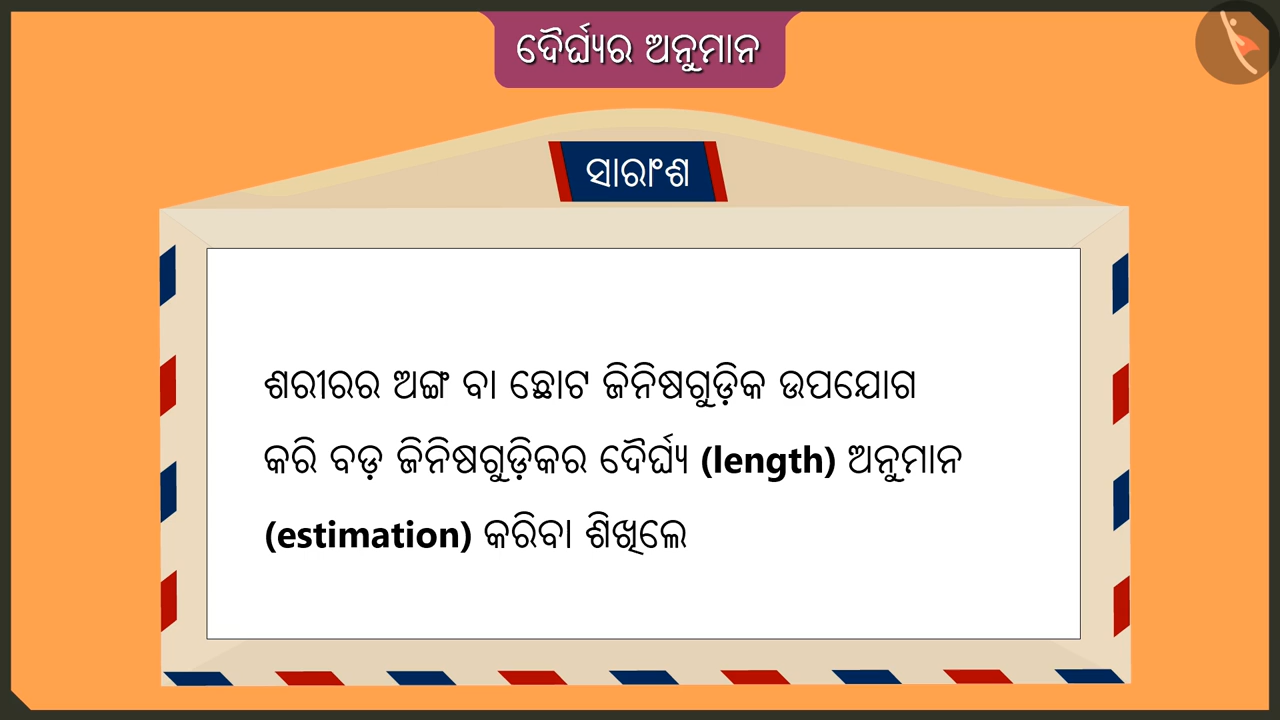 ଦୈର୍ଘ୍ୟର ଅନୁମାନ
ସାରାଂଶ
ଶରୀରର ଅଙ୍ଗ ବା ଛୋଟ ଜିନିଷଗୁଡ଼ିକ ଉପଯୋଗ
କରି ବଡ଼ ଜିନିଷଗୁଡ଼ିକର ଦୈର୍ଘ୍ୟ (length) ଅନୁମାନ
(estimation) କରିବା ଶିଖିଲେ